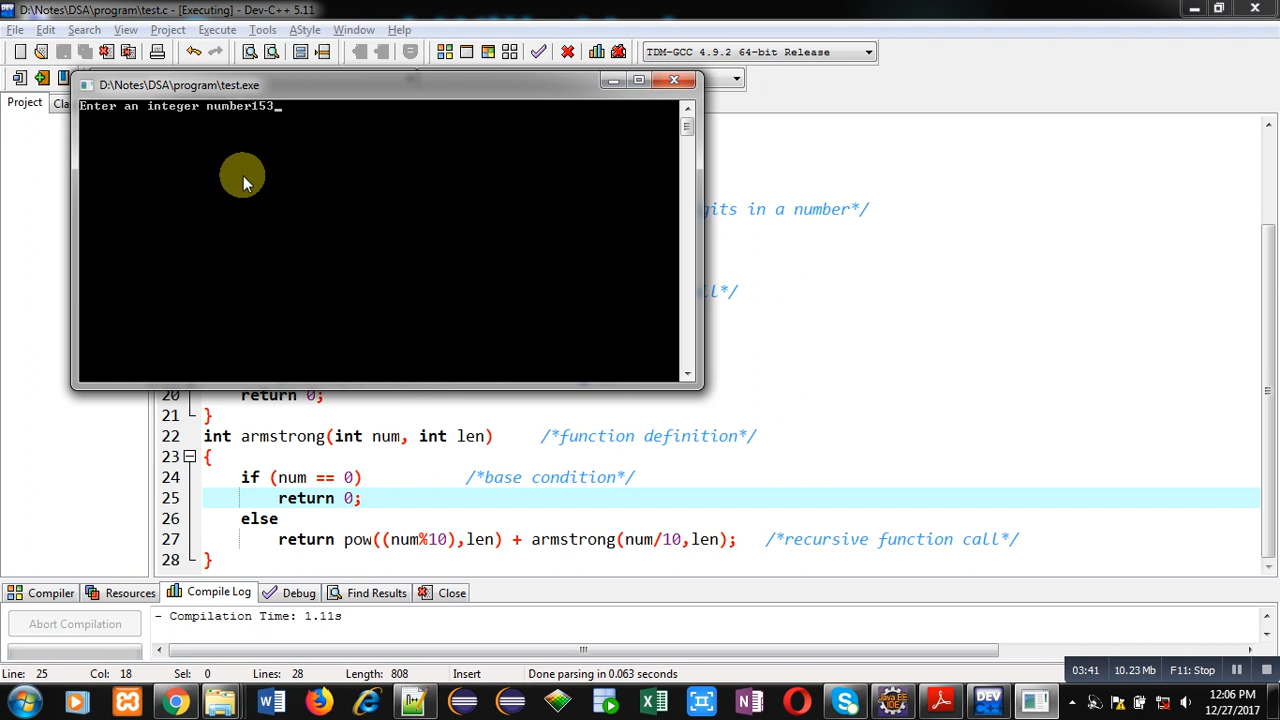 D:\Notes\DSA\program\test.c - [Executing] - Dev-C++ 5.11
File Edit Search View Project Execute Tools AStyle Window Help
TDM-GCC 4.9.2 64-bit Release
D:\Notes\DSA\program\test.exe
Project Cla
Enter an integer number153_
gits in a number*/
ll*/
20 return 0;
21 }
22 int armstrong(int num, int len) /*function definition*/
23 {
24 if (num == 0) /*base condition*/
25 return 0;
26 else
27 return pow((num%10),len) + armstrong(num/10,len); /*recursive function call*/
28 }
Compiler Resources Compile Log Debug Find Results Close
Abort Compilation
- Compilation Time: 1.11s
Line: 25 Col: 18 Sel: 0 Lines: 28 Length: 808 Insert Done parsing in 0.063 seconds
03:41 10.23 Mb F11: Stop
12:06 PM
12/27/2017